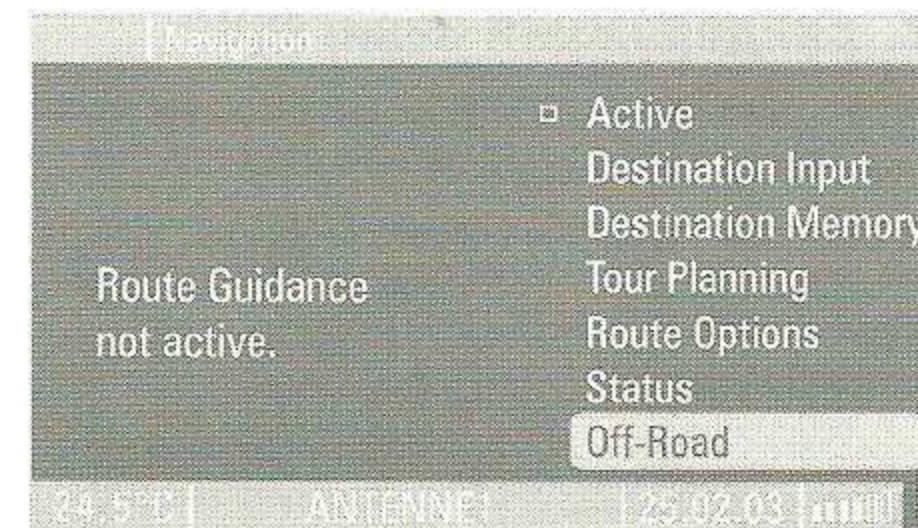 Navigation
Route Guidance
not active.
Active
Destination Input
Destination Memory
Tour Planning
Route Options
Status
Off-Road
24.5°C ANTENNE 25.02.03